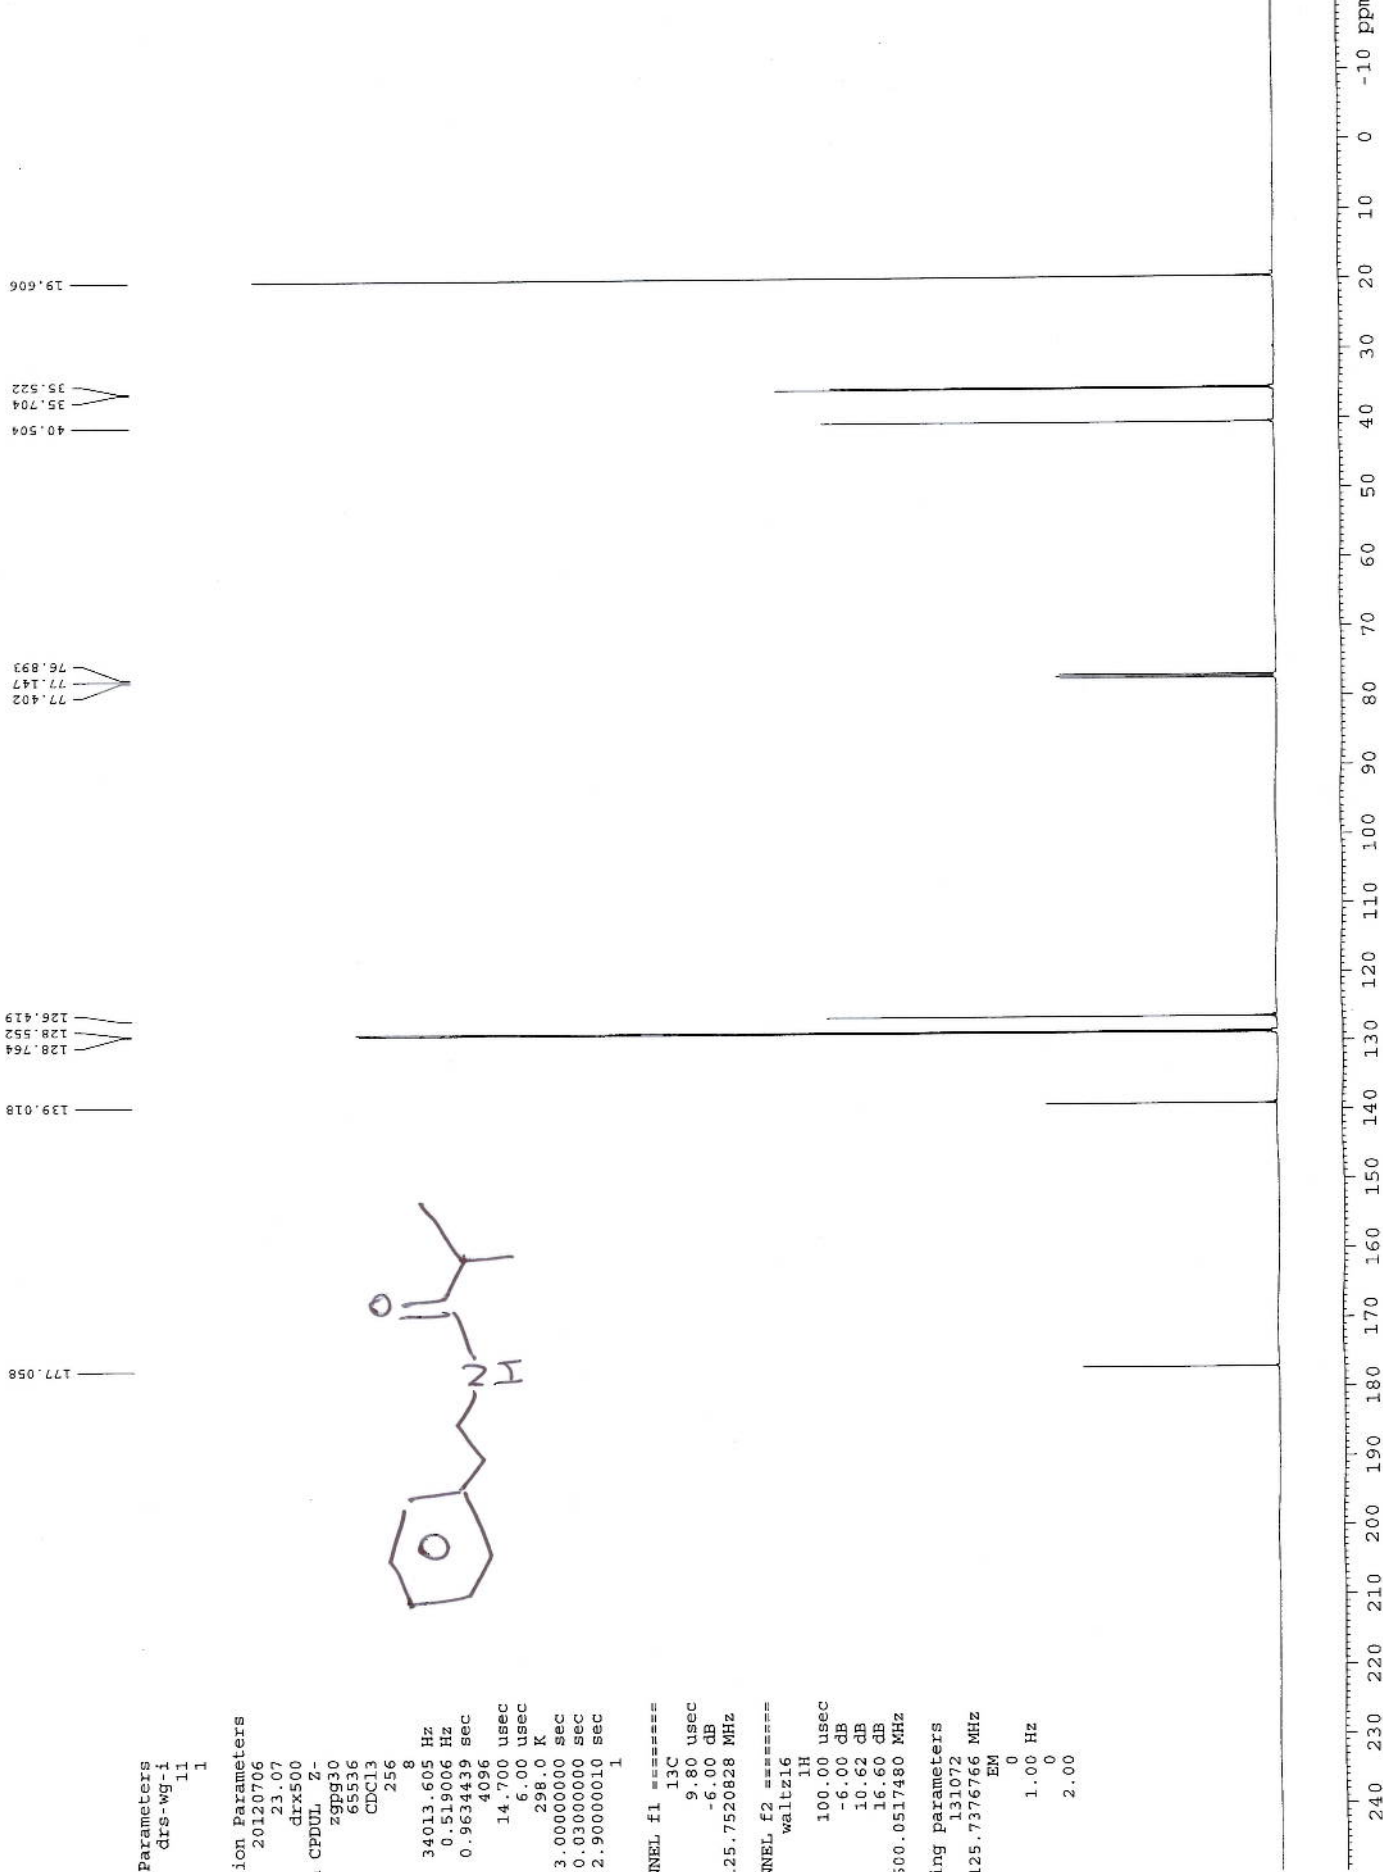 Parameters
drs-wg-i
11
1
ion Parameters
20120706
23.07
drx500
CPDUL Z-
zgpg30
65536
CDCl3
256
8
34013.605 Hz
0.519006 Hz
0.9634439 sec
4096
14.700 usec
6.00 usec
298.0 K
3.00000000 sec
0.03000000 sec
2.90000010 sec
1
NNEL f1 ========
13C
9.80 usec
-6.00 dB
125.7520828 MHz
NNEL f2 ========
waltz16
1H
100.00 usec
-6.00 dB
10.62 dB
16.60 dB
500.0517480 MHz
ing parameters
131072
125.7376766 MHz
EM
0
1.00 Hz
0
2.00
177.058
139.018
128.764
128.552
126.419
77.402
77.147
76.893
40.504
35.704
35.522
19.606
O
N
H
O
240 230 220 210 200 190 180 170 160 150 140 130 120 110 100 90 80 70 60 50 40 30 20 10 0 -10 ppm